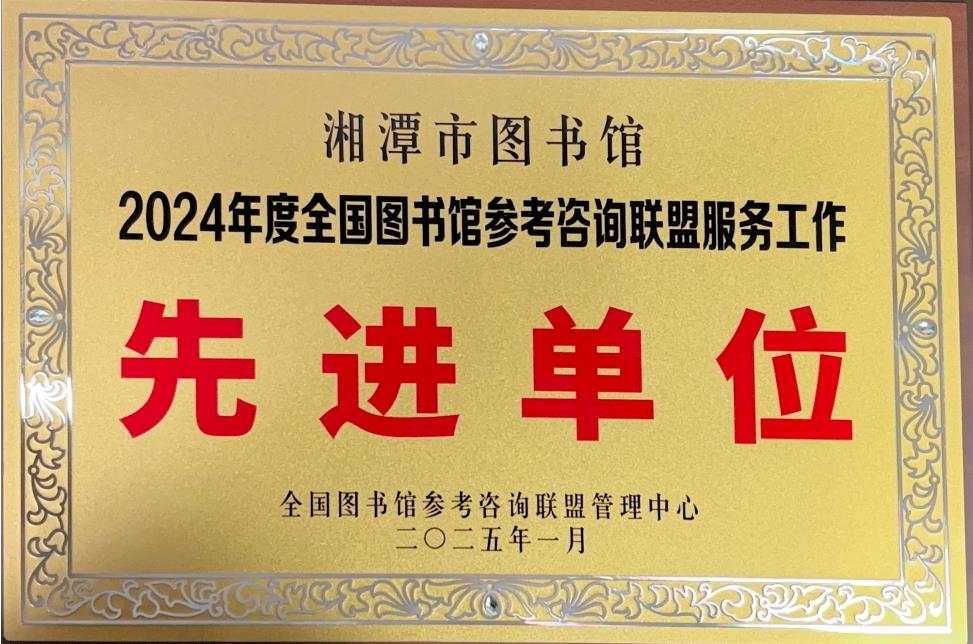 湘潭市图书馆
2024年度全国图书馆参考咨询联盟服务工作
先进单位
全国图书馆参考咨询联盟管理中心
二〇二五年一月